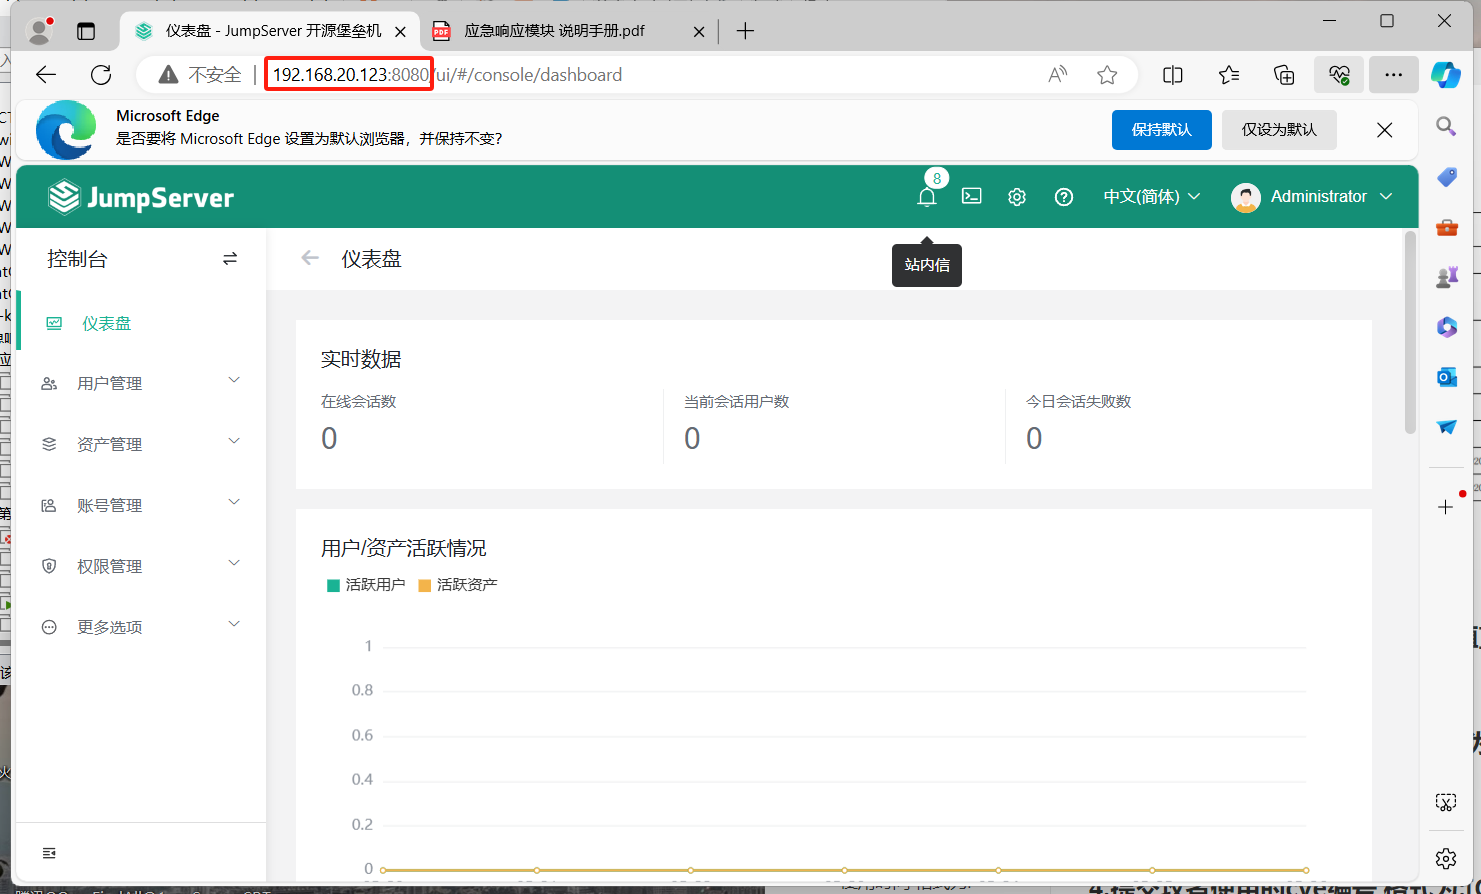 仪表盘 - JumpServer 开源堡垒机
应急响应模块 说明手册.pdf
不安全
192.168.20.123:8080/ui/#/console/dashboard
Microsoft Edge
是否要将 Microsoft Edge 设置为默认浏览器，并保持不变？
保持默认
仅设为默认
JumpServer
8
中文(简体)
Administrator
控制台
仪表盘
站内信
仪表盘
用户管理
资产管理
账号管理
权限管理
更多选项
实时数据
在线会话数
0
当前会话用户数
0
今日会话失败数
0
用户/资产活跃情况
活跃用户
活跃资产
1
0.8
0.6
0.4
0.2
0